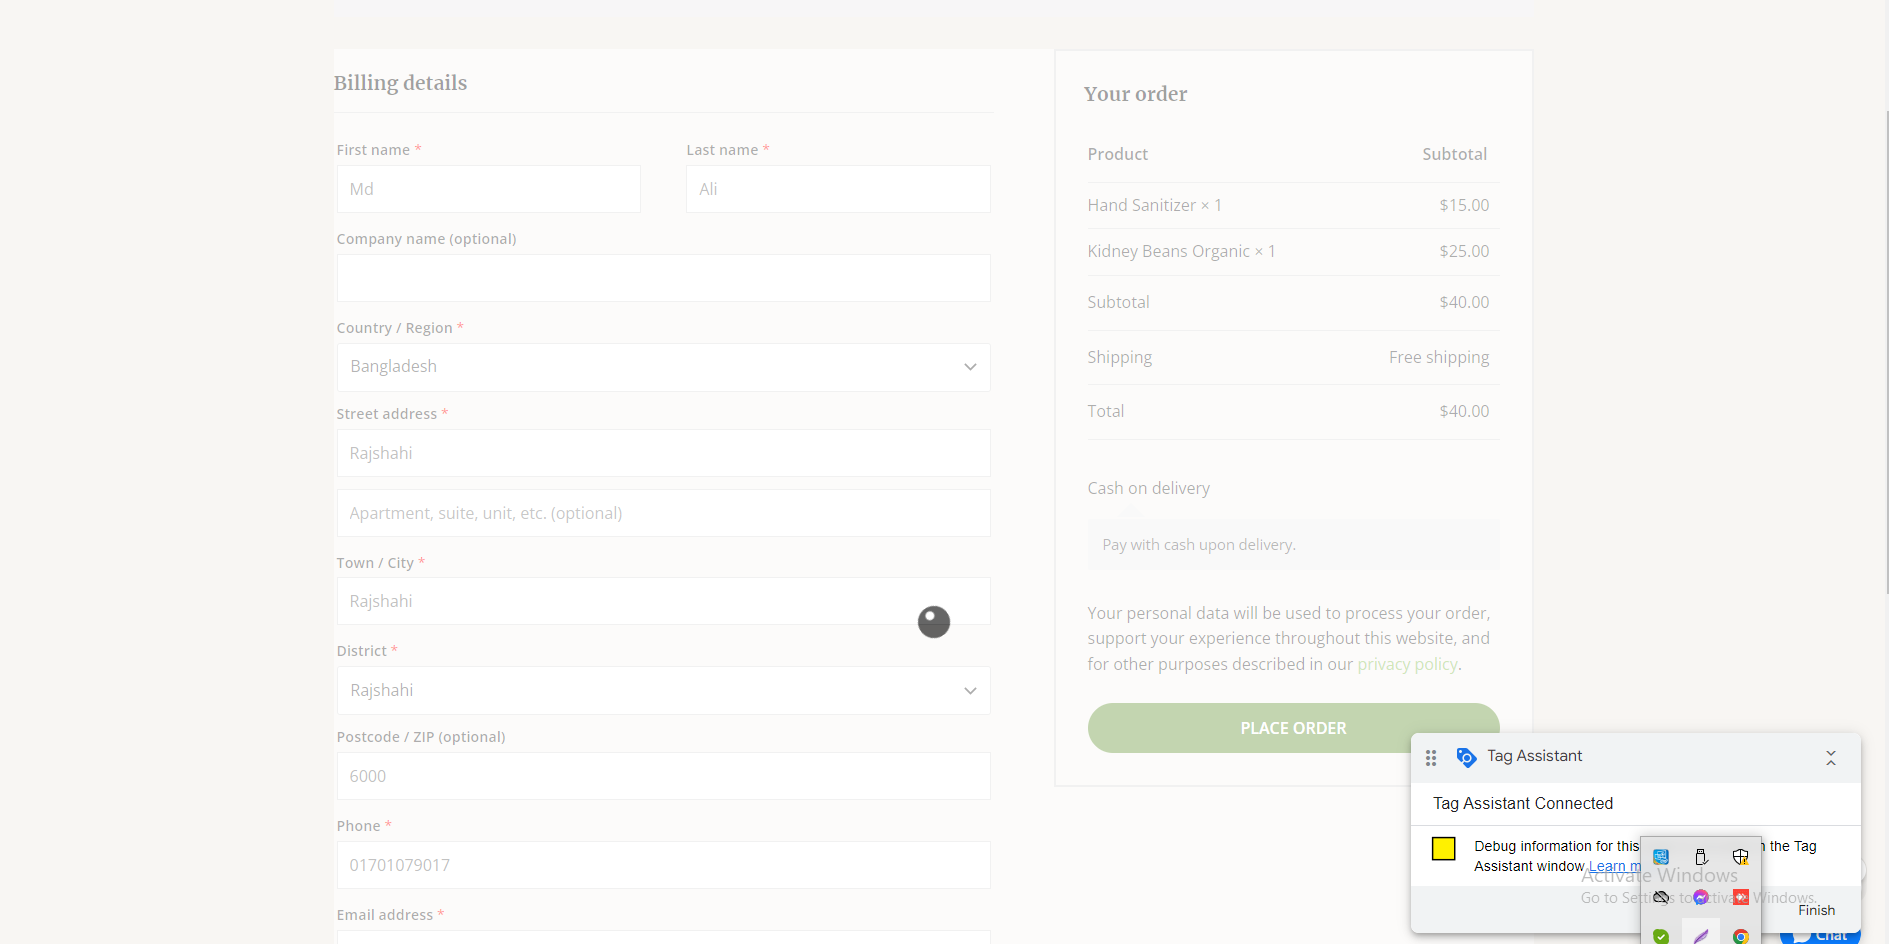 Billing details
First name *
Last name *
Md
Ali
Company name (optional)
Country / Region *
Bangladesh
Street address *
Rajshahi
Apartment, suite, unit, etc. (optional)
Town / City *
Rajshahi
District *
Rajshahi
Postcode / ZIP (optional)
6000
Phone *
01701079017
Email address *
Your order
Product Subtotal
Hand Sanitizer × 1 $15.00
Kidney Beans Organic × 1 $25.00
Subtotal $40.00
Shipping Free shipping
Total $40.00
Cash on delivery
Pay with cash upon delivery.
Your personal data will be used to process your order,
support your experience throughout this website, and
for other purposes described in our privacy policy.
PLACE ORDER
Tag Assistant
Tag Assistant Connected
Debug information for this the Tag
Assistant window Learn
Activate Windows
Go to Settings to activate Windows.
Finish
Chat